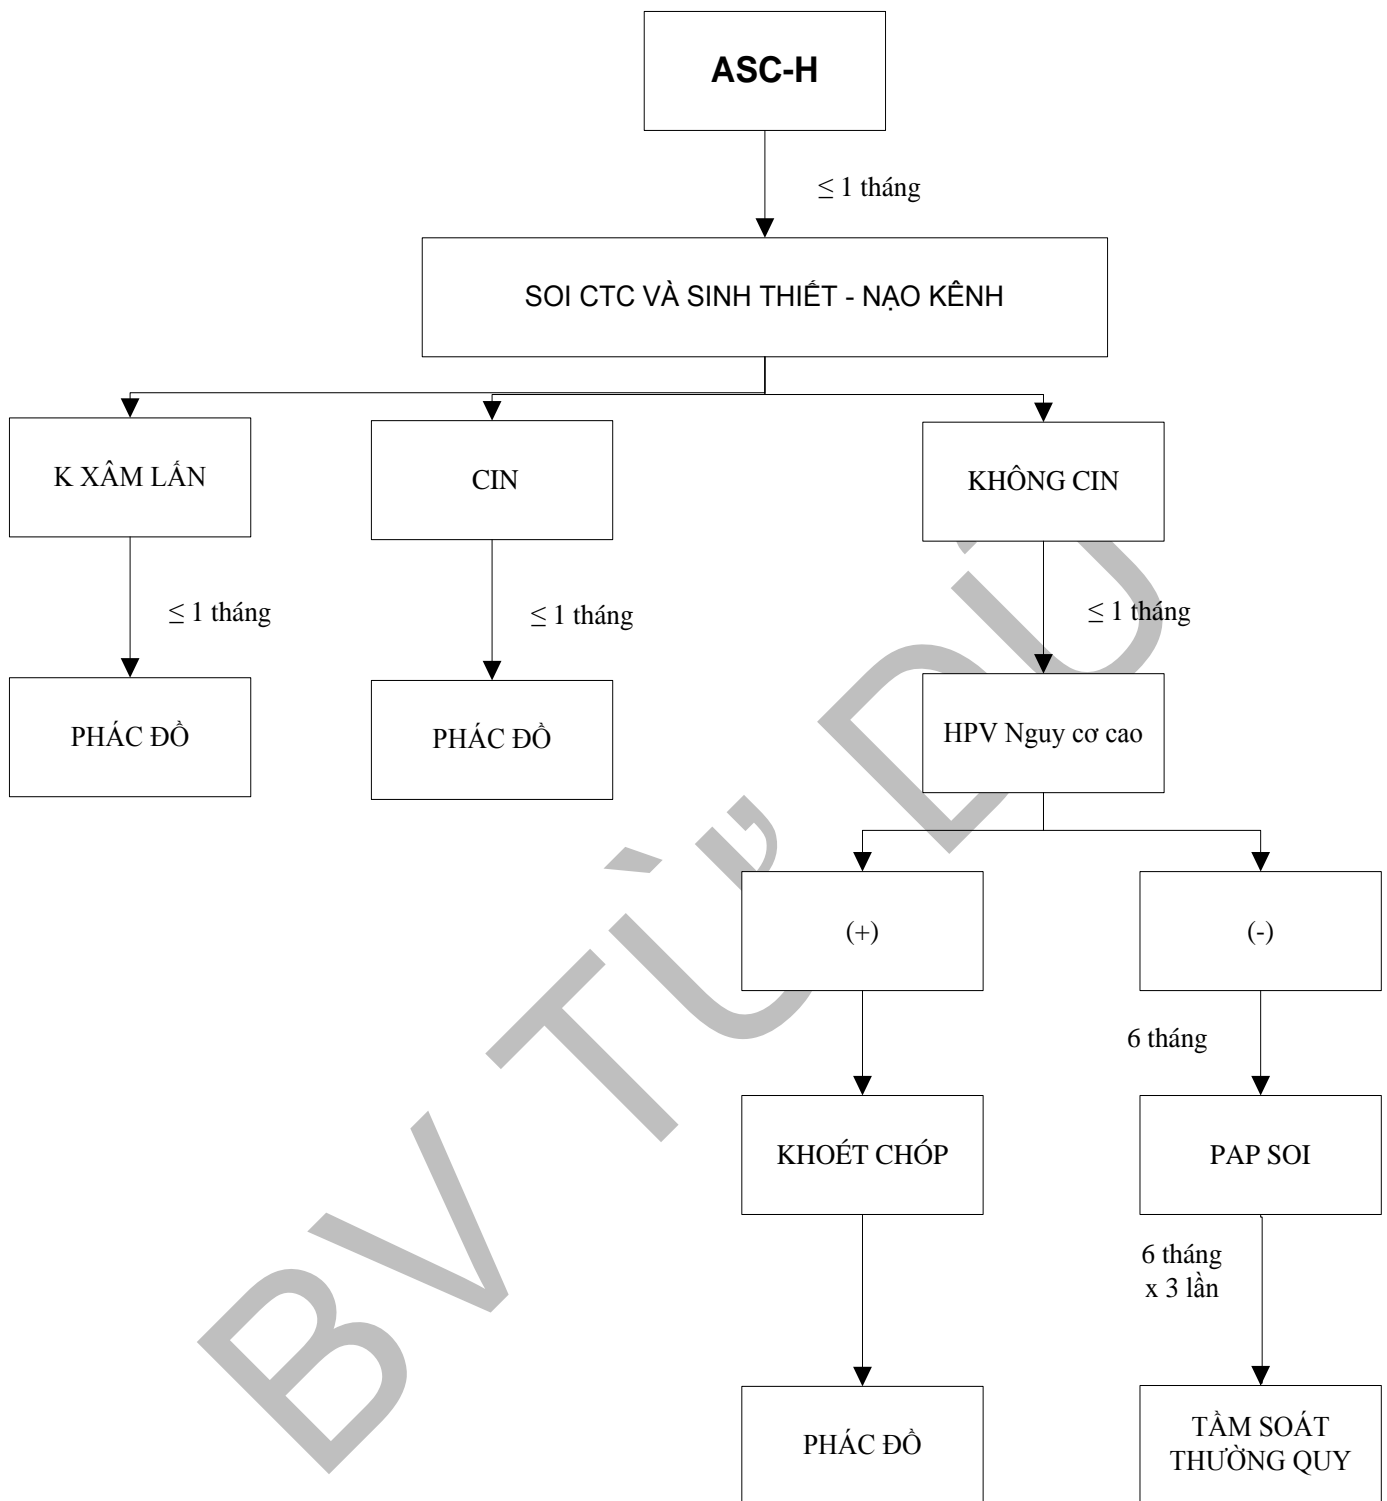 ASC-H
≤ 1 tháng
SOI CTC VÀ SINH THIẾT - NẠO KÊNH
K XÂM LẤN
CIN
KHÔNG CIN
≤ 1 tháng
≤ 1 tháng
≤ 1 tháng
PHÁC ĐỒ
PHÁC ĐỒ
HPV Nguy cơ cao
(+)
(-)
6 tháng
KHOÉT CHÓP
PAP SOI
6 tháng
x 3 lần
PHÁC ĐỒ
TẦM SOÁT
THƯỜNG QUY
BV TỪ DŨ